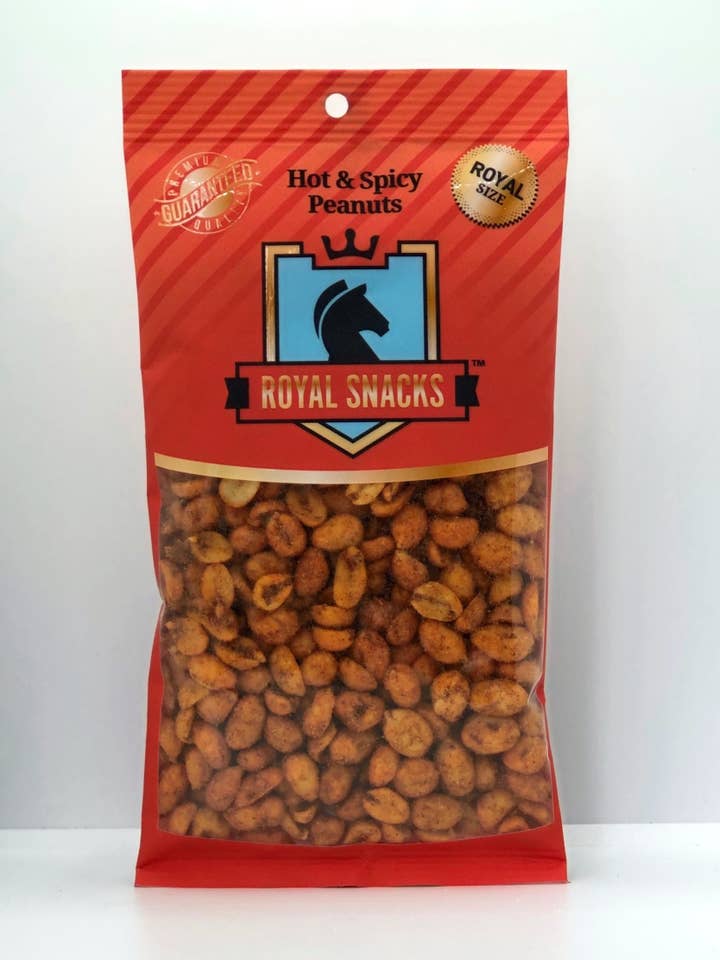 PREMIUM
GUARANTEED
QUALITY
Hot & Spicy
Peanuts
ROYAL
SIZE
ROYAL SNACKS
TM